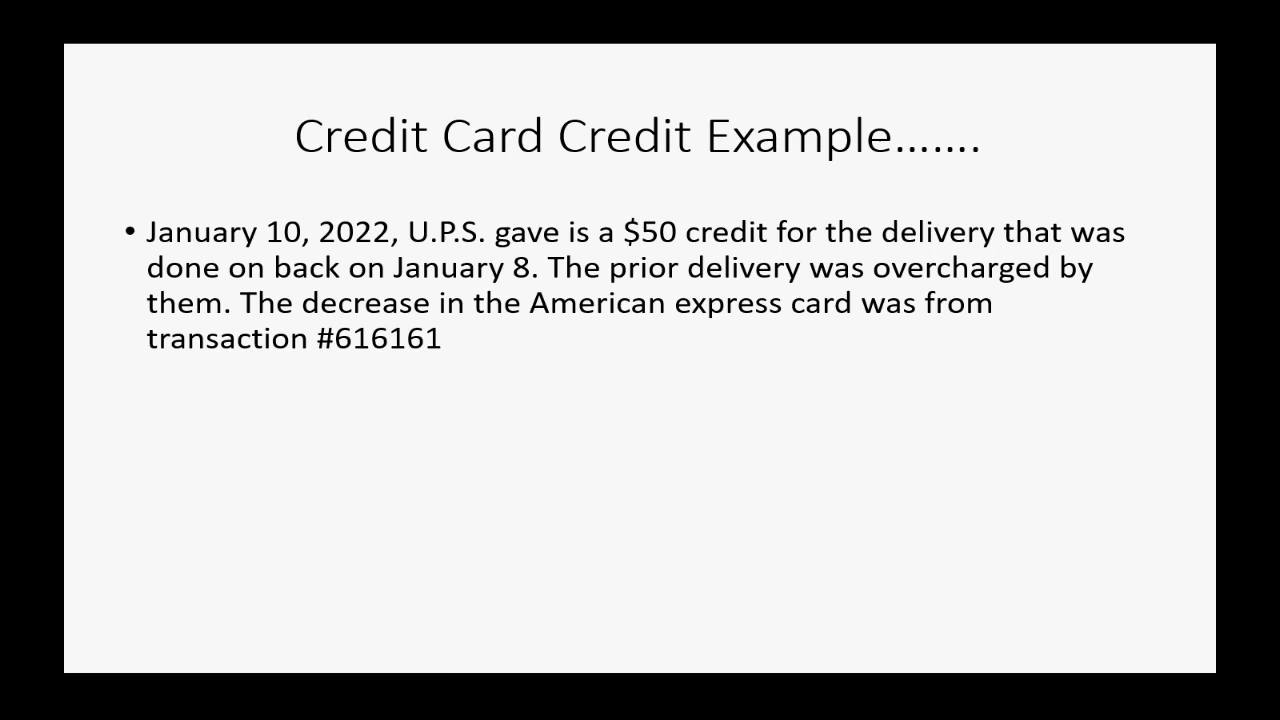 Credit Card Credit Example.......
• January 10, 2022, U.P.S. gave is a $50 credit for the delivery that was
done on back on January 8. The prior delivery was overcharged by
them. The decrease in the American express card was from
transaction #616161